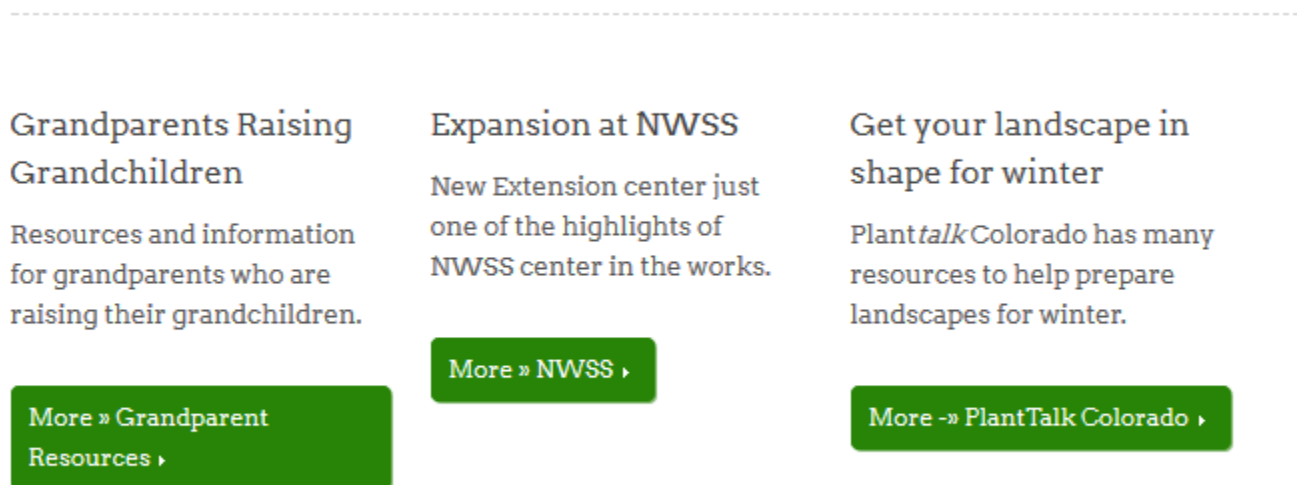 Grandparents Raising
Grandchildren
Resources and information
for grandparents who are
raising their grandchildren.
More » Grandparent
Resources
Expansion at NWSS
New Extension center just
one of the highlights of
NWSS center in the works.
More » NWSS
Get your landscape in
shape for winter
Planttalk Colorado has many
resources to help prepare
landscapes for winter.
More -» PlantTalk Colorado